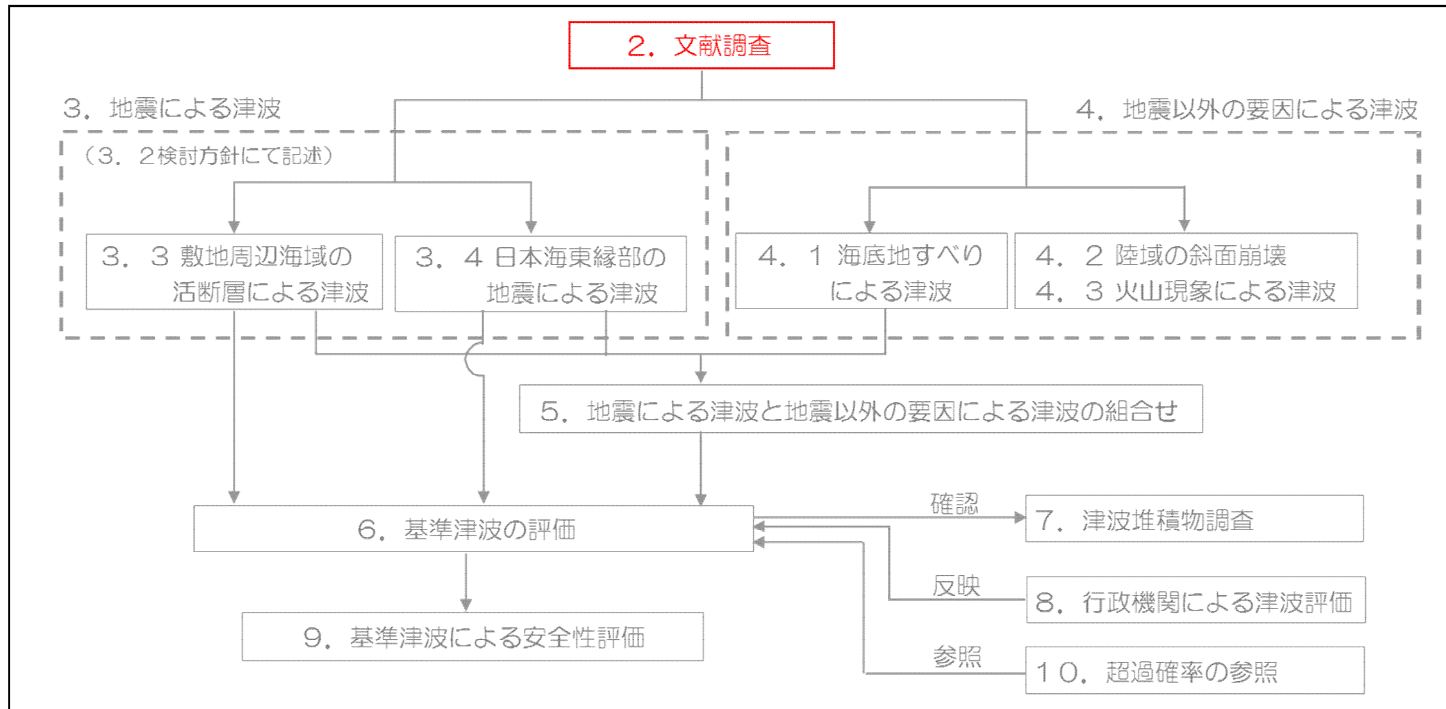 ２．文献調査
３．地震による津波
４．地震以外の要因による津波
（３．２検討方針にて記述）
３．３ 敷地周辺海域の
活断層による津波
３．４ 日本海東縁部の
地震による津波
４．１ 海底地すべり
による津波
４．２ 陸域の斜面崩壊
４．３ 火山現象による津波
５．地震による津波と地震以外の要因による津波の組合せ
６．基準津波の評価
確認
７．津波堆積物調査
反映
８．行政機関による津波評価
９．基準津波による安全性評価
参照
１０．超過確率の参照